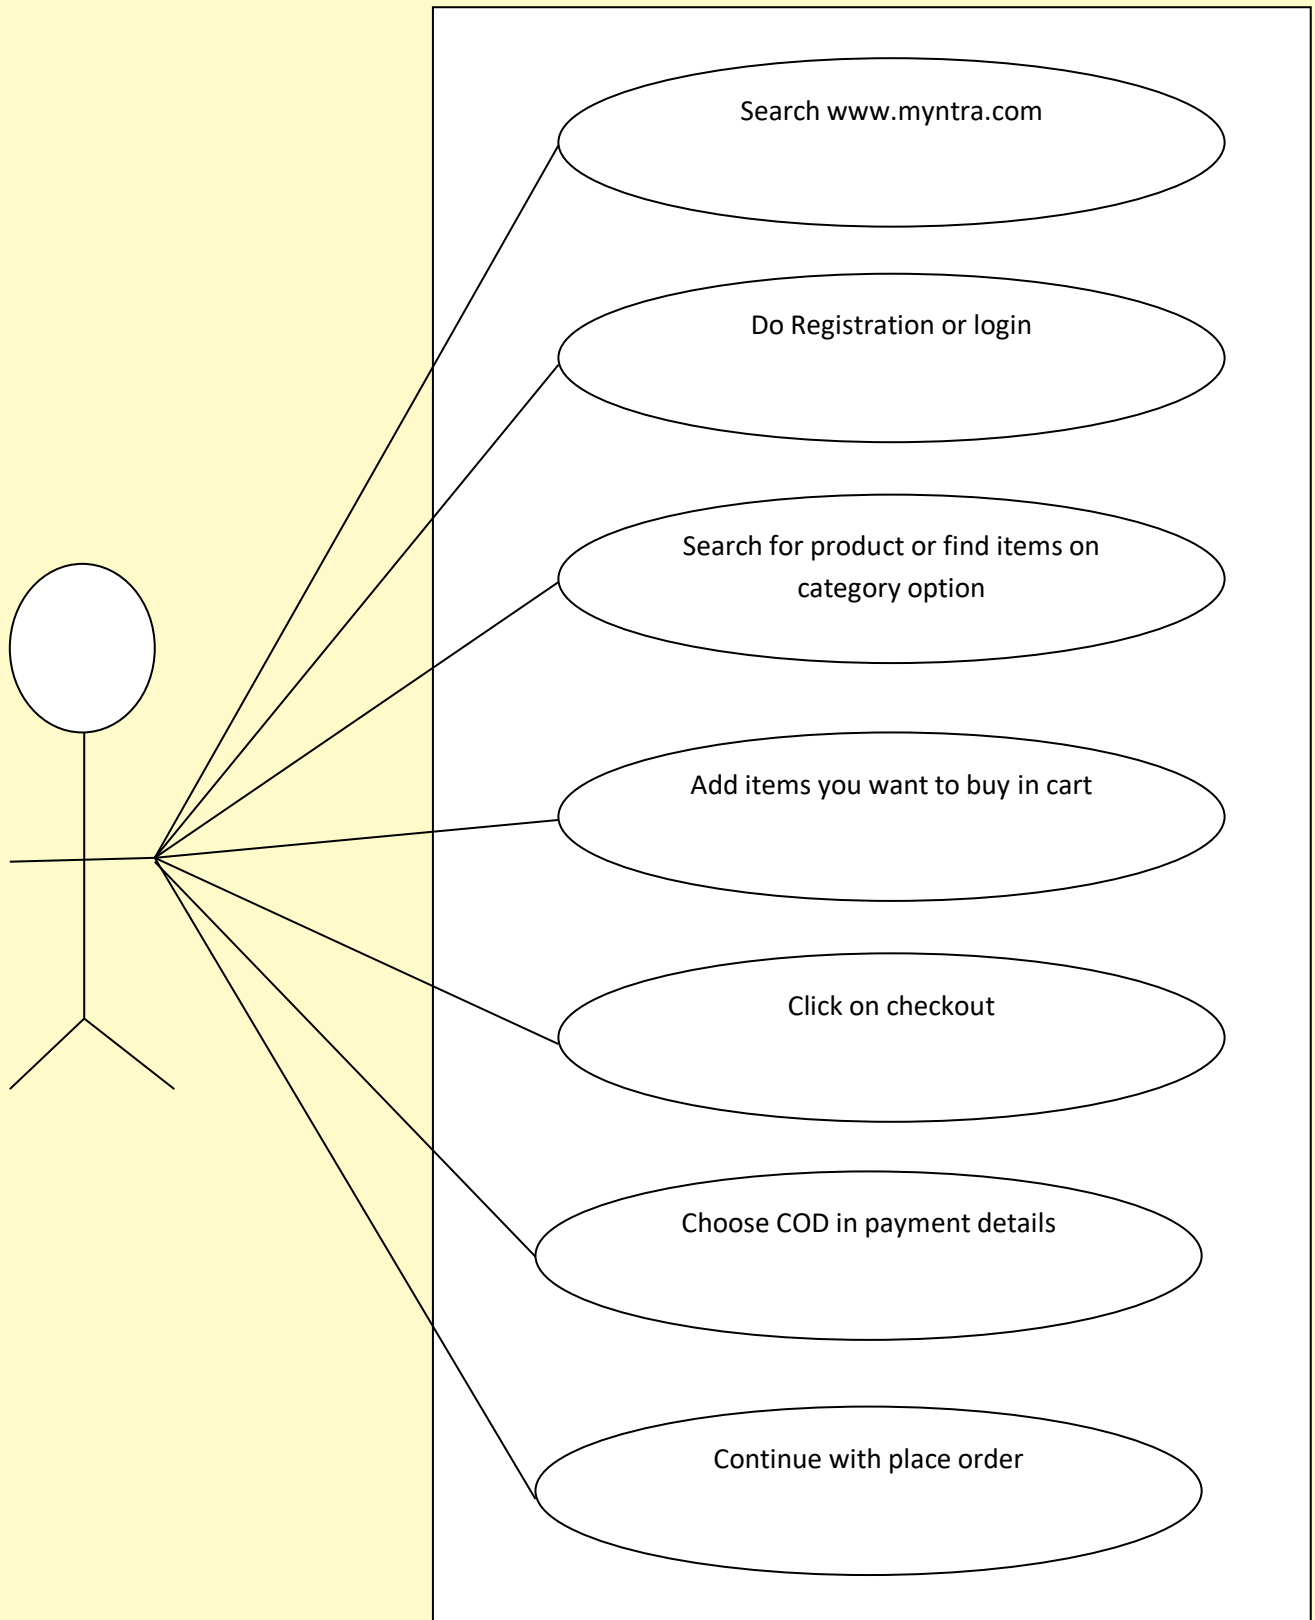 Search www.myntra.com
Do Registration or login
Search for product or find items on
category option
Add items you want to buy in cart
Click on checkout
Choose COD in payment details
Continue with place order